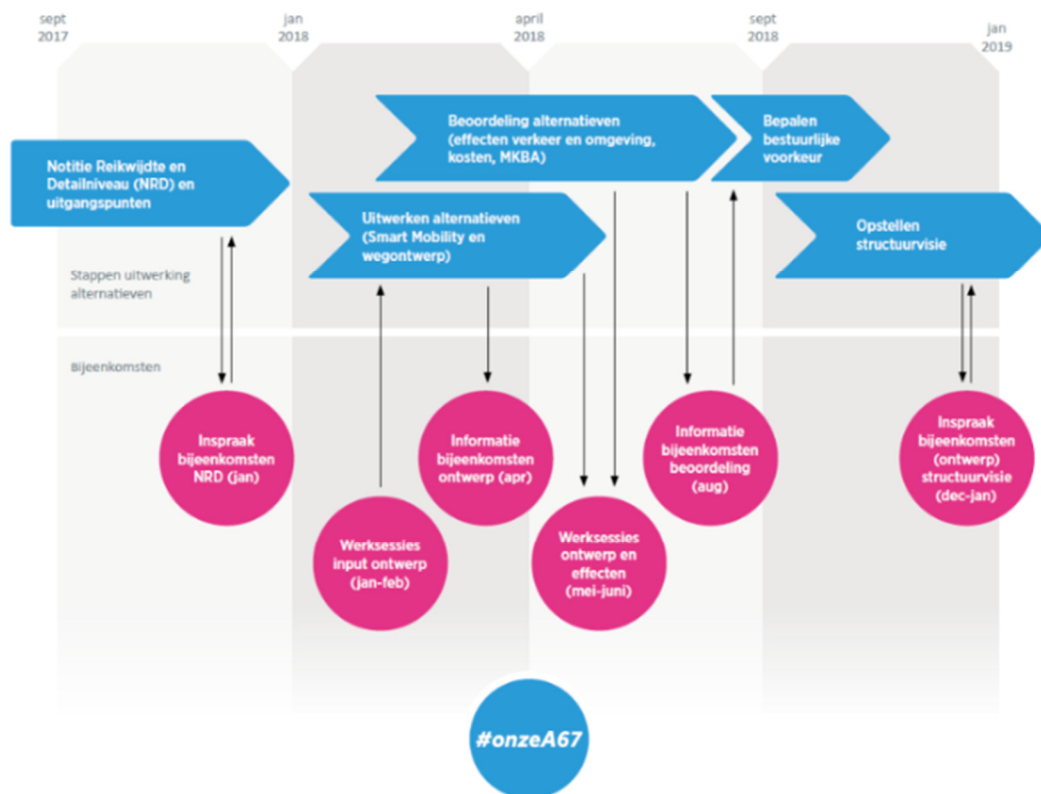 sept
2017
jan
2018
april
2018
sept
2018
jan
2019
Notitie Reikwijdte en
Detailniveau (NRD) en
uitgangspunten
Beoordeling alternatieven
(effecten verkeer en omgeving,
kosten, MKBA)
Bepalen
bestuurlijke
voorkeur
Uitwerken alternatieven
(Smart Mobility en
wegontwerp)
Opstellen
structuurvisie
Stappen uitwerking
alternatieven
Bijeenkomsten
Inspraak
bijeenkomsten
NRD (jan)
Werksessies
input ontwerp
(jan-feb)
Informatie
bijeenkomsten
ontwerp (apr)
Werksessies
ontwerp en
effecten
(mei-juni)
Informatie
bijeenkomsten
beoordeling
(aug)
Inspraak
bijeenkomsten
(ontwerp)
structuurvisie
(dec-jan)
#onzeA67